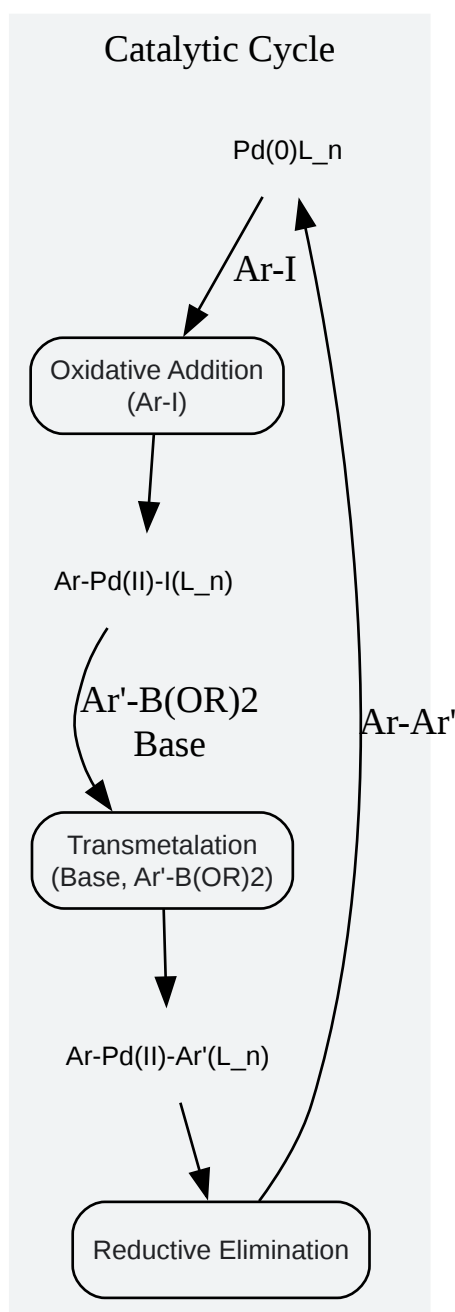 Catalytic Cycle
Pd(0)L_n
Ar-I
Oxidative Addition
(Ar-I)
Ar-Pd(II)-I(L_n)
Ar'-B(OR)2
Base
Ar-Ar'
Transmetalation
(Base, Ar'-B(OR)2)
Ar-Pd(II)-Ar'(L_n)
Reductive Elimination